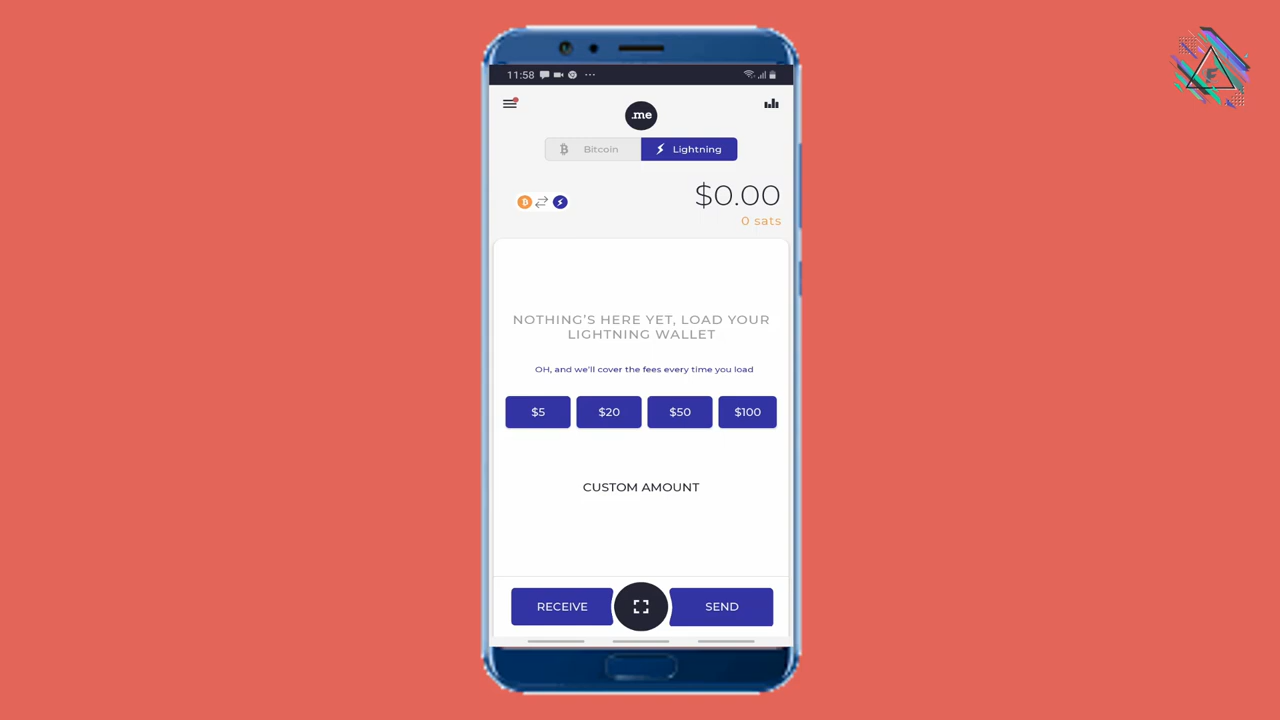 11:58
.me
Bitcoin
Lightning
$0.00
0 sats
NOTHING'S HERE YET, LOAD YOUR
LIGHTNING WALLET
OH, and we'll cover the fees every time you load
$5 $20 $50 $100
CUSTOM AMOUNT
RECEIVE
SEND